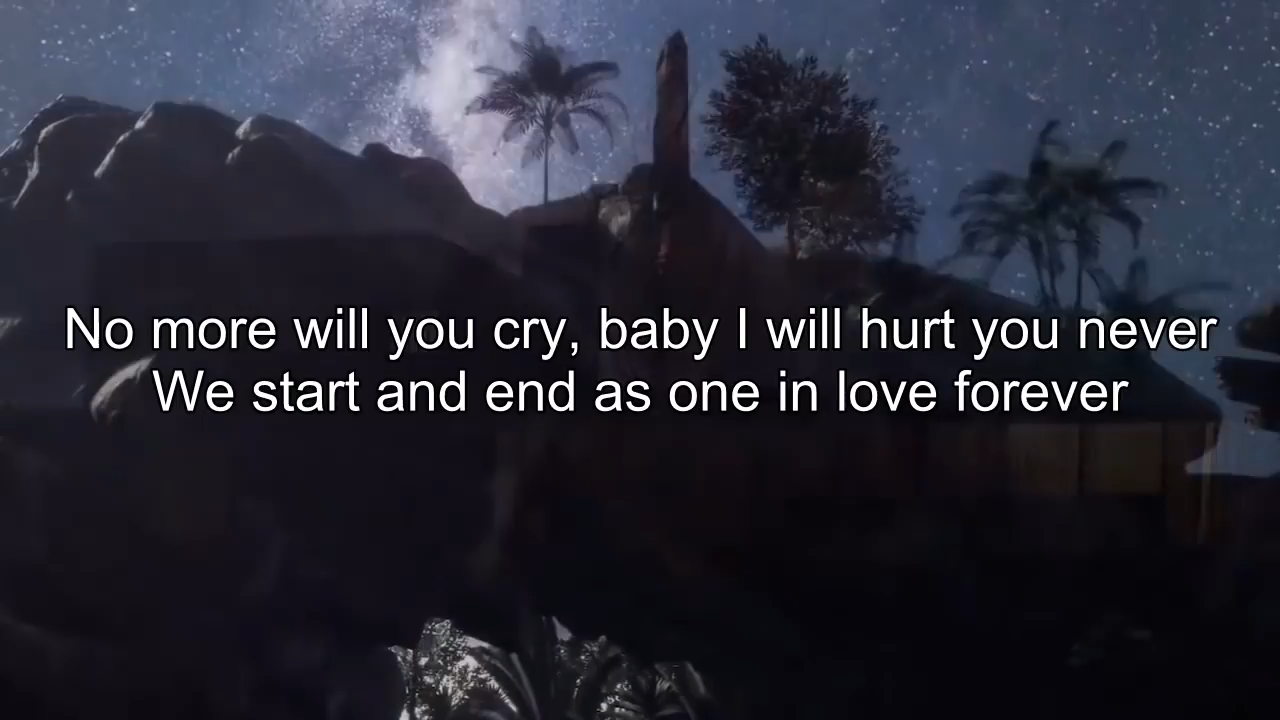 No more will you cry, baby I will hurt you never
We start and end as one in love forever